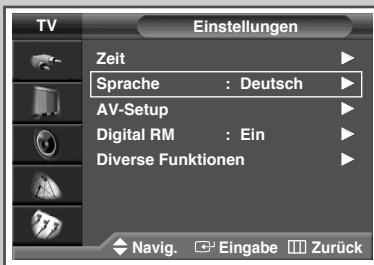 TV Einstellungen
Zeit
Sprache : Deutsch
AV-Setup
Digital RM : Ein
Diverse Funktionen
Navig. Eingabe Zurück